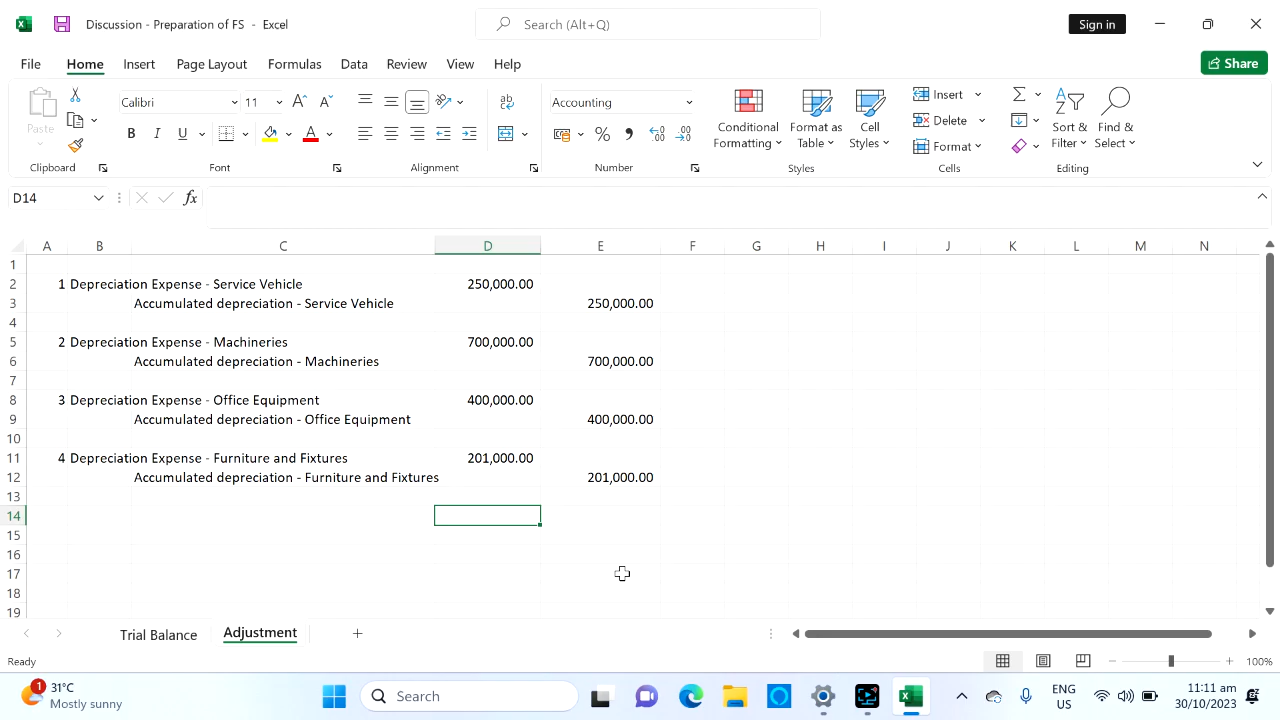 Discussion - Preparation of FS - Excel
Search (Alt+Q)
Sign in
File Home Insert Page Layout Formulas Data Review View Help
Share
Paste
Calibri 11
B I U A
ab
Accounting
Conditional Formatting
Format as Table
Cell Styles
Insert
Delete
Format
Sort & Filter
Find & Select
Clipboard Font Alignment Number Styles Cells Editing
D14 fx
A B C D E F G H I J K L M N
1
2 1 Depreciation Expense - Service Vehicle 250,000.00
3 Accumulated depreciation - Service Vehicle 250,000.00
4
5 2 Depreciation Expense - Machineries 700,000.00
6 Accumulated depreciation - Machineries 700,000.00
7
8 3 Depreciation Expense - Office Equipment 400,000.00
9 Accumulated depreciation - Office Equipment 400,000.00
10
11 4 Depreciation Expense - Furniture and Fixtures 201,000.00
12 Accumulated depreciation - Furniture and Fixtures 201,000.00
13
14
15
16
17
18
19
Trial Balance Adjustment
Ready 100%
1 31°C
Mostly sunny
Search
ENG
US
11:11 am
30/10/2023